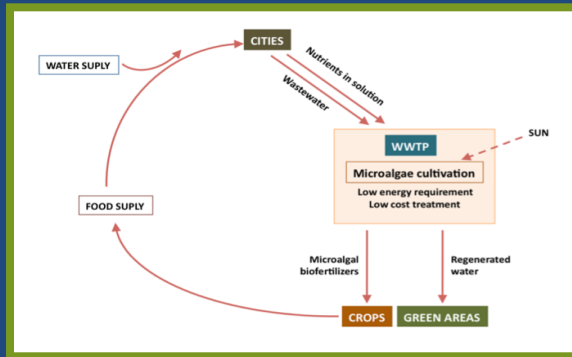 CITIES
WATER SUPLY
Nutrients in solution
Wastewater
SUN
WWTP
Microalgae cultivation
Low energy requirement
Low cost treatment
FOOD SUPLY
Microalgal
biofertilizers
Regenerated
water
CROPS
GREEN AREAS